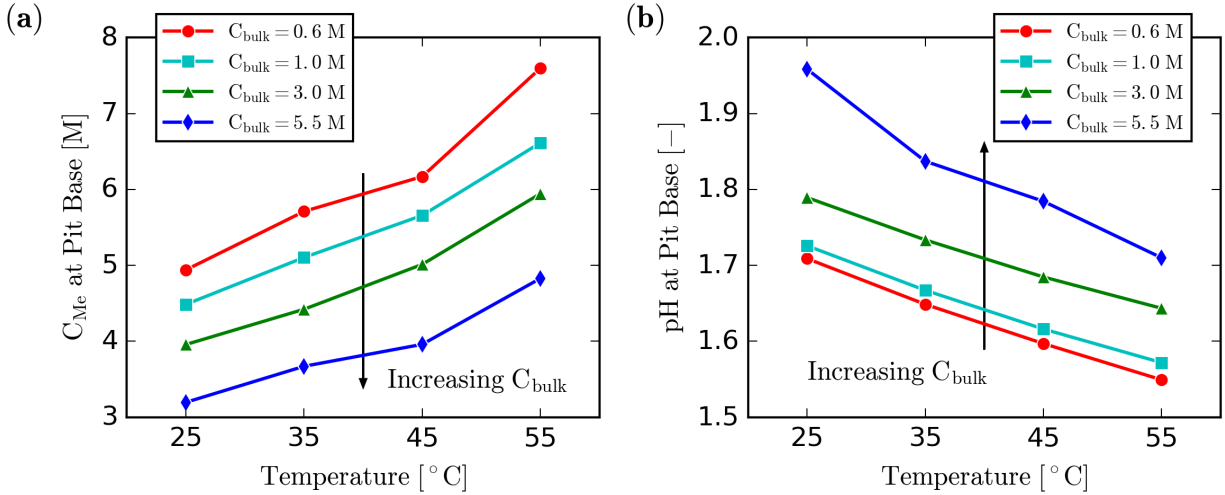 (a)
C_bulk = 0.6 M
C_bulk = 1.0 M
C_bulk = 3.0 M
C_bulk = 5.5 M
8
7
6
5
4
3
C_Me at Pit Base [M]
Increasing C_bulk
25 35 45 55
Temperature [°C]
(b)
C_bulk = 0.6 M
C_bulk = 1.0 M
C_bulk = 3.0 M
C_bulk = 5.5 M
2.0
1.9
1.8
1.7
1.6
1.5
pH at Pit Base [−]
Increasing C_bulk
25 35 45 55
Temperature [°C]